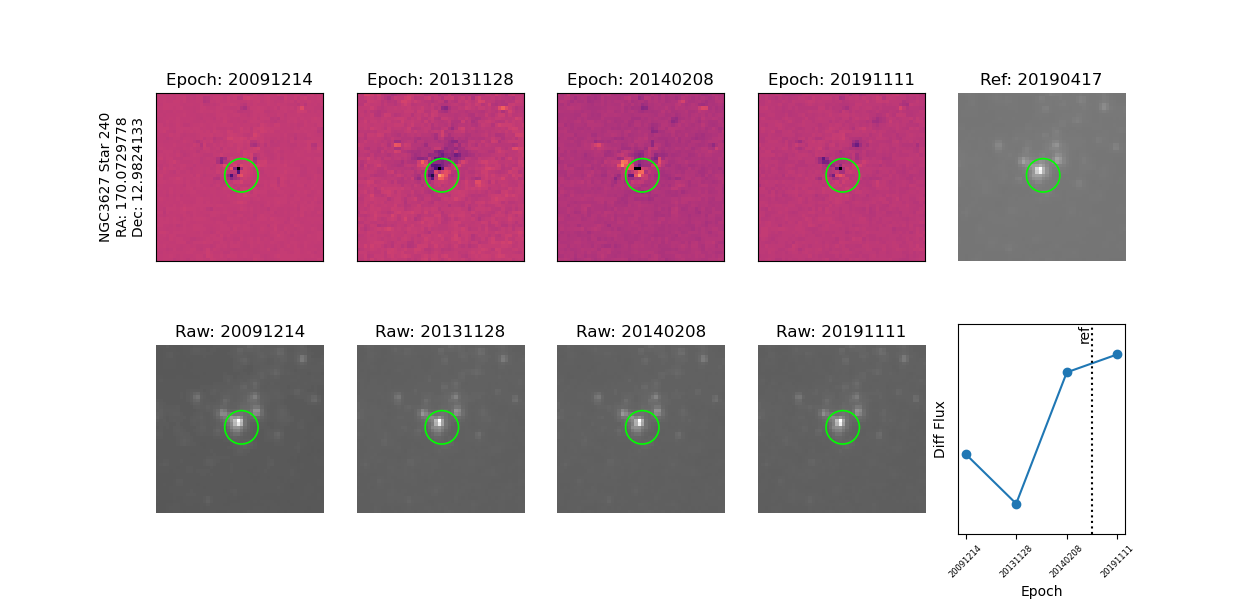 NGC3627 Star 240
RA: 170.0729778
Dec: 12.9824133
Epoch: 20091214
Epoch: 20131128
Epoch: 20140208
Epoch: 20191111
Ref: 20190417
Raw: 20091214
Raw: 20131128
Raw: 20140208
Raw: 20191111
ref
Diff Flux
20091214
20131128
20140208
20191111
Epoch